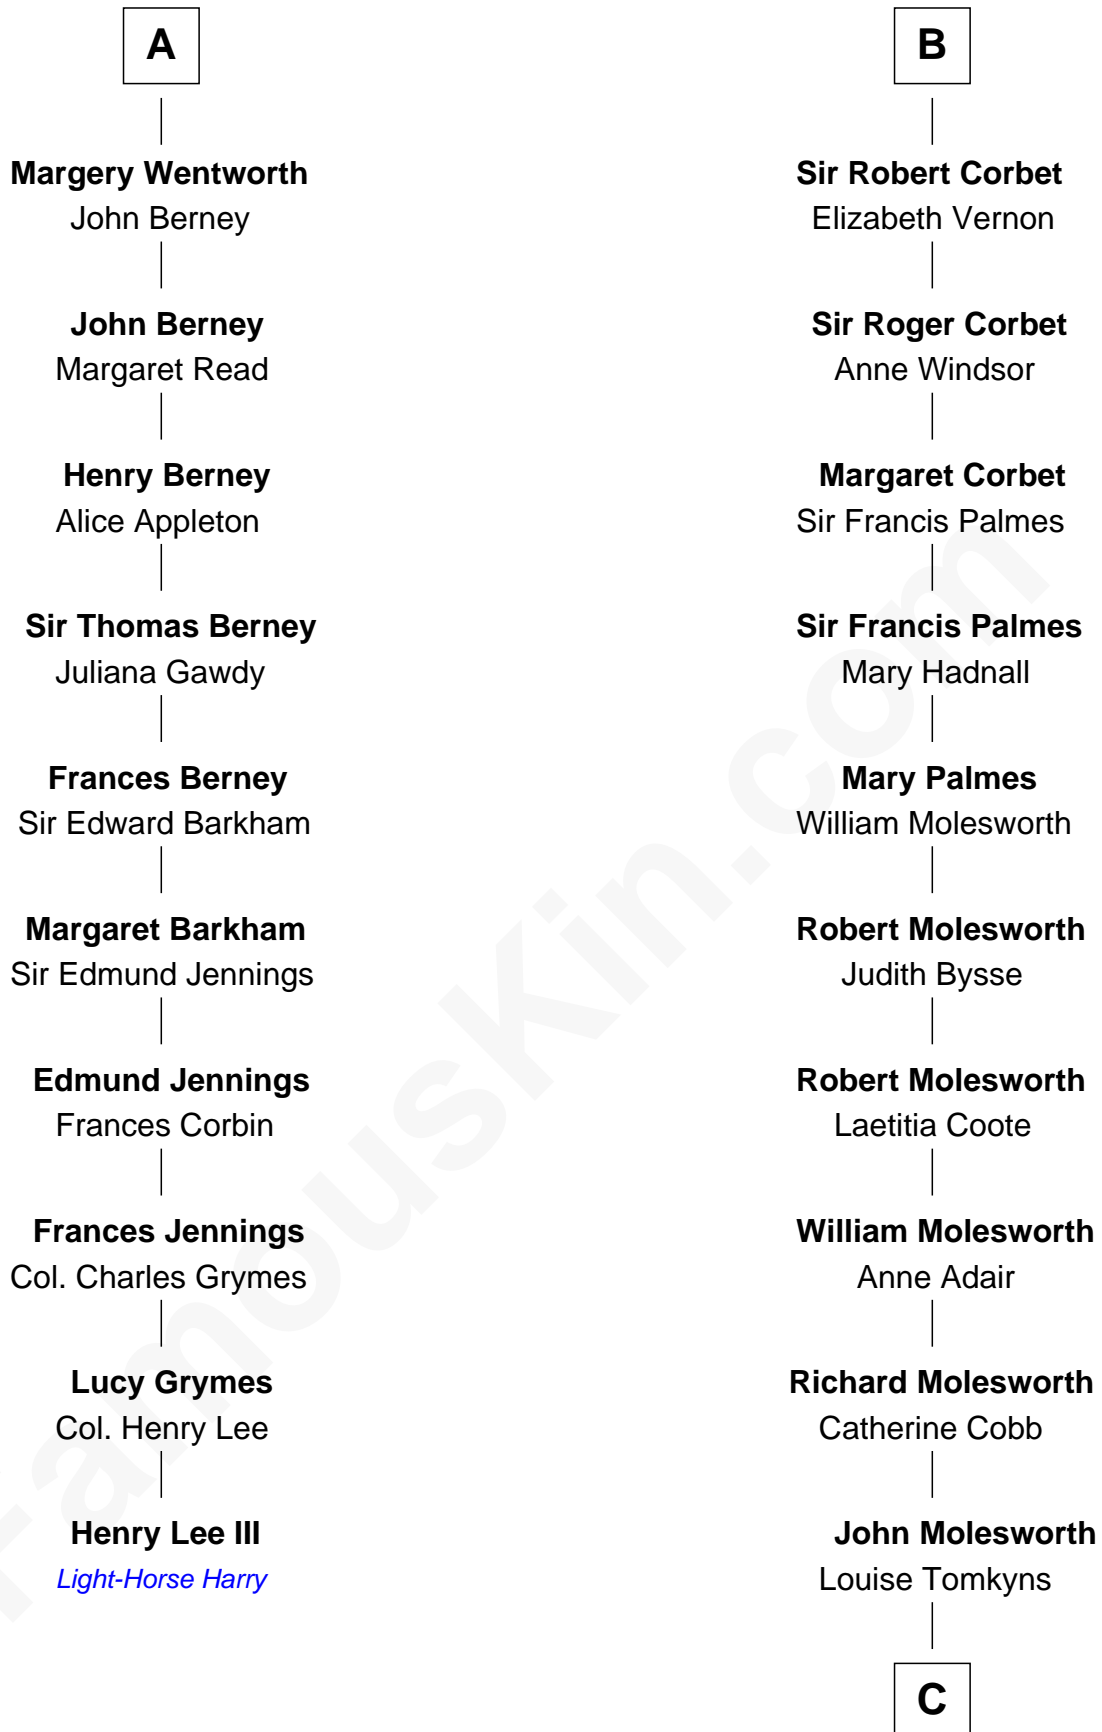 A
Margery Wentworth
John Berney
John Berney
Margaret Read
Henry Berney
Alice Appleton
Sir Thomas Berney
Juliana Gawdy
Frances Berney
Sir Edward Barkham
Margaret Barkham
Sir Edmund Jennings
Edmund Jennings
Frances Corbin
Frances Jennings
Col. Charles Grymes
Lucy Grymes
Col. Henry Lee
Henry Lee III
Light-Horse Harry
B
Sir Robert Corbet
Elizabeth Vernon
Sir Roger Corbet
Anne Windsor
Margaret Corbet
Sir Francis Palmes
Sir Francis Palmes
Mary Hadnall
Mary Palmes
William Molesworth
Robert Molesworth
Judith Bysse
Robert Molesworth
Laetitia Coote
William Molesworth
Anne Adair
Richard Molesworth
Catherine Cobb
John Molesworth
Louise Tomkyns
C
FamousKin.com